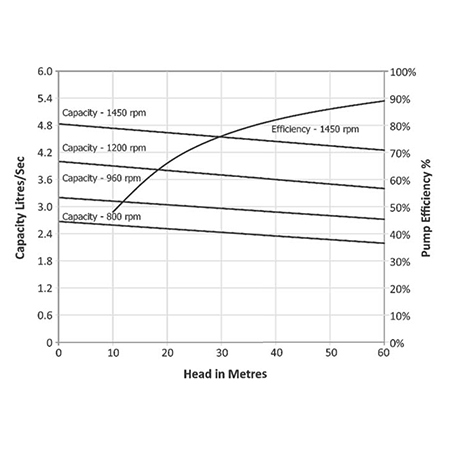 6.0
5.4
4.8
4.2
3.6
3.0
2.4
1.8
1.2
0.6
0
Capacity Litres/Sec
Capacity - 1450 rpm
Capacity - 1200 rpm
Capacity - 960 rpm
Capacity - 800 rpm
Efficiency - 1450 rpm
100%
90%
80%
70%
60%
50%
40%
30%
20%
10%
0%
Pump Efficiency %
0 10 20 30 40 50 60
Head in Metres